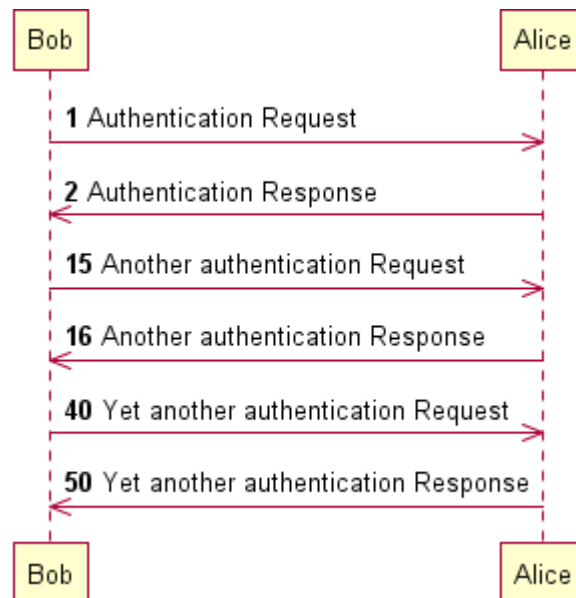 Bob Alice
1 Authentication Request
2 Authentication Response
15 Another authentication Request
16 Another authentication Response
40 Yet another authentication Request
50 Yet another authentication Response
Bob Alice